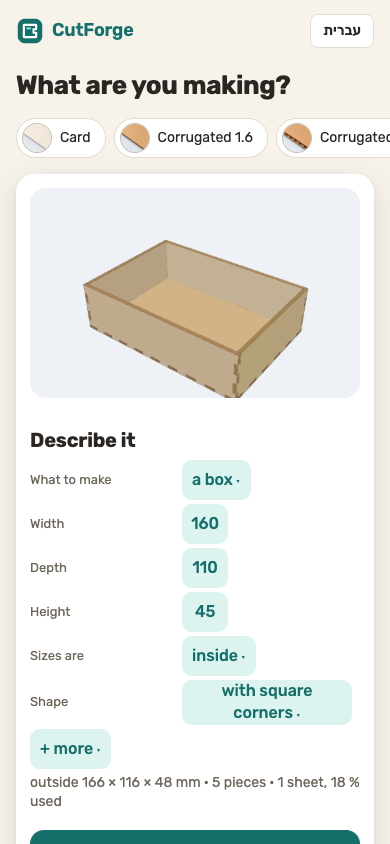 CutForge
עברית
What are you making?
Card
Corrugated 1.6
Corrugated
Describe it
What to make
a box
Width
160
Depth
110
Height
45
Sizes are
inside
Shape
with square
corners
+ more
outside 166 × 116 × 48 mm • 5 pieces • 1 sheet, 18 %
used